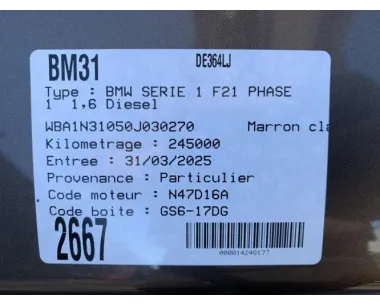 BM31 DE364LJ
Type : BMW SERIE 1 F21 PHASE
1 1,6 Diesel
WBA1N31050J030270 Marron cla
Kilometrage : 245000
Entree : 31/03/2025
Provenance : Particulier
Code moteur : N47D16A
Code boite : GS6-17DG
2667
000014248177